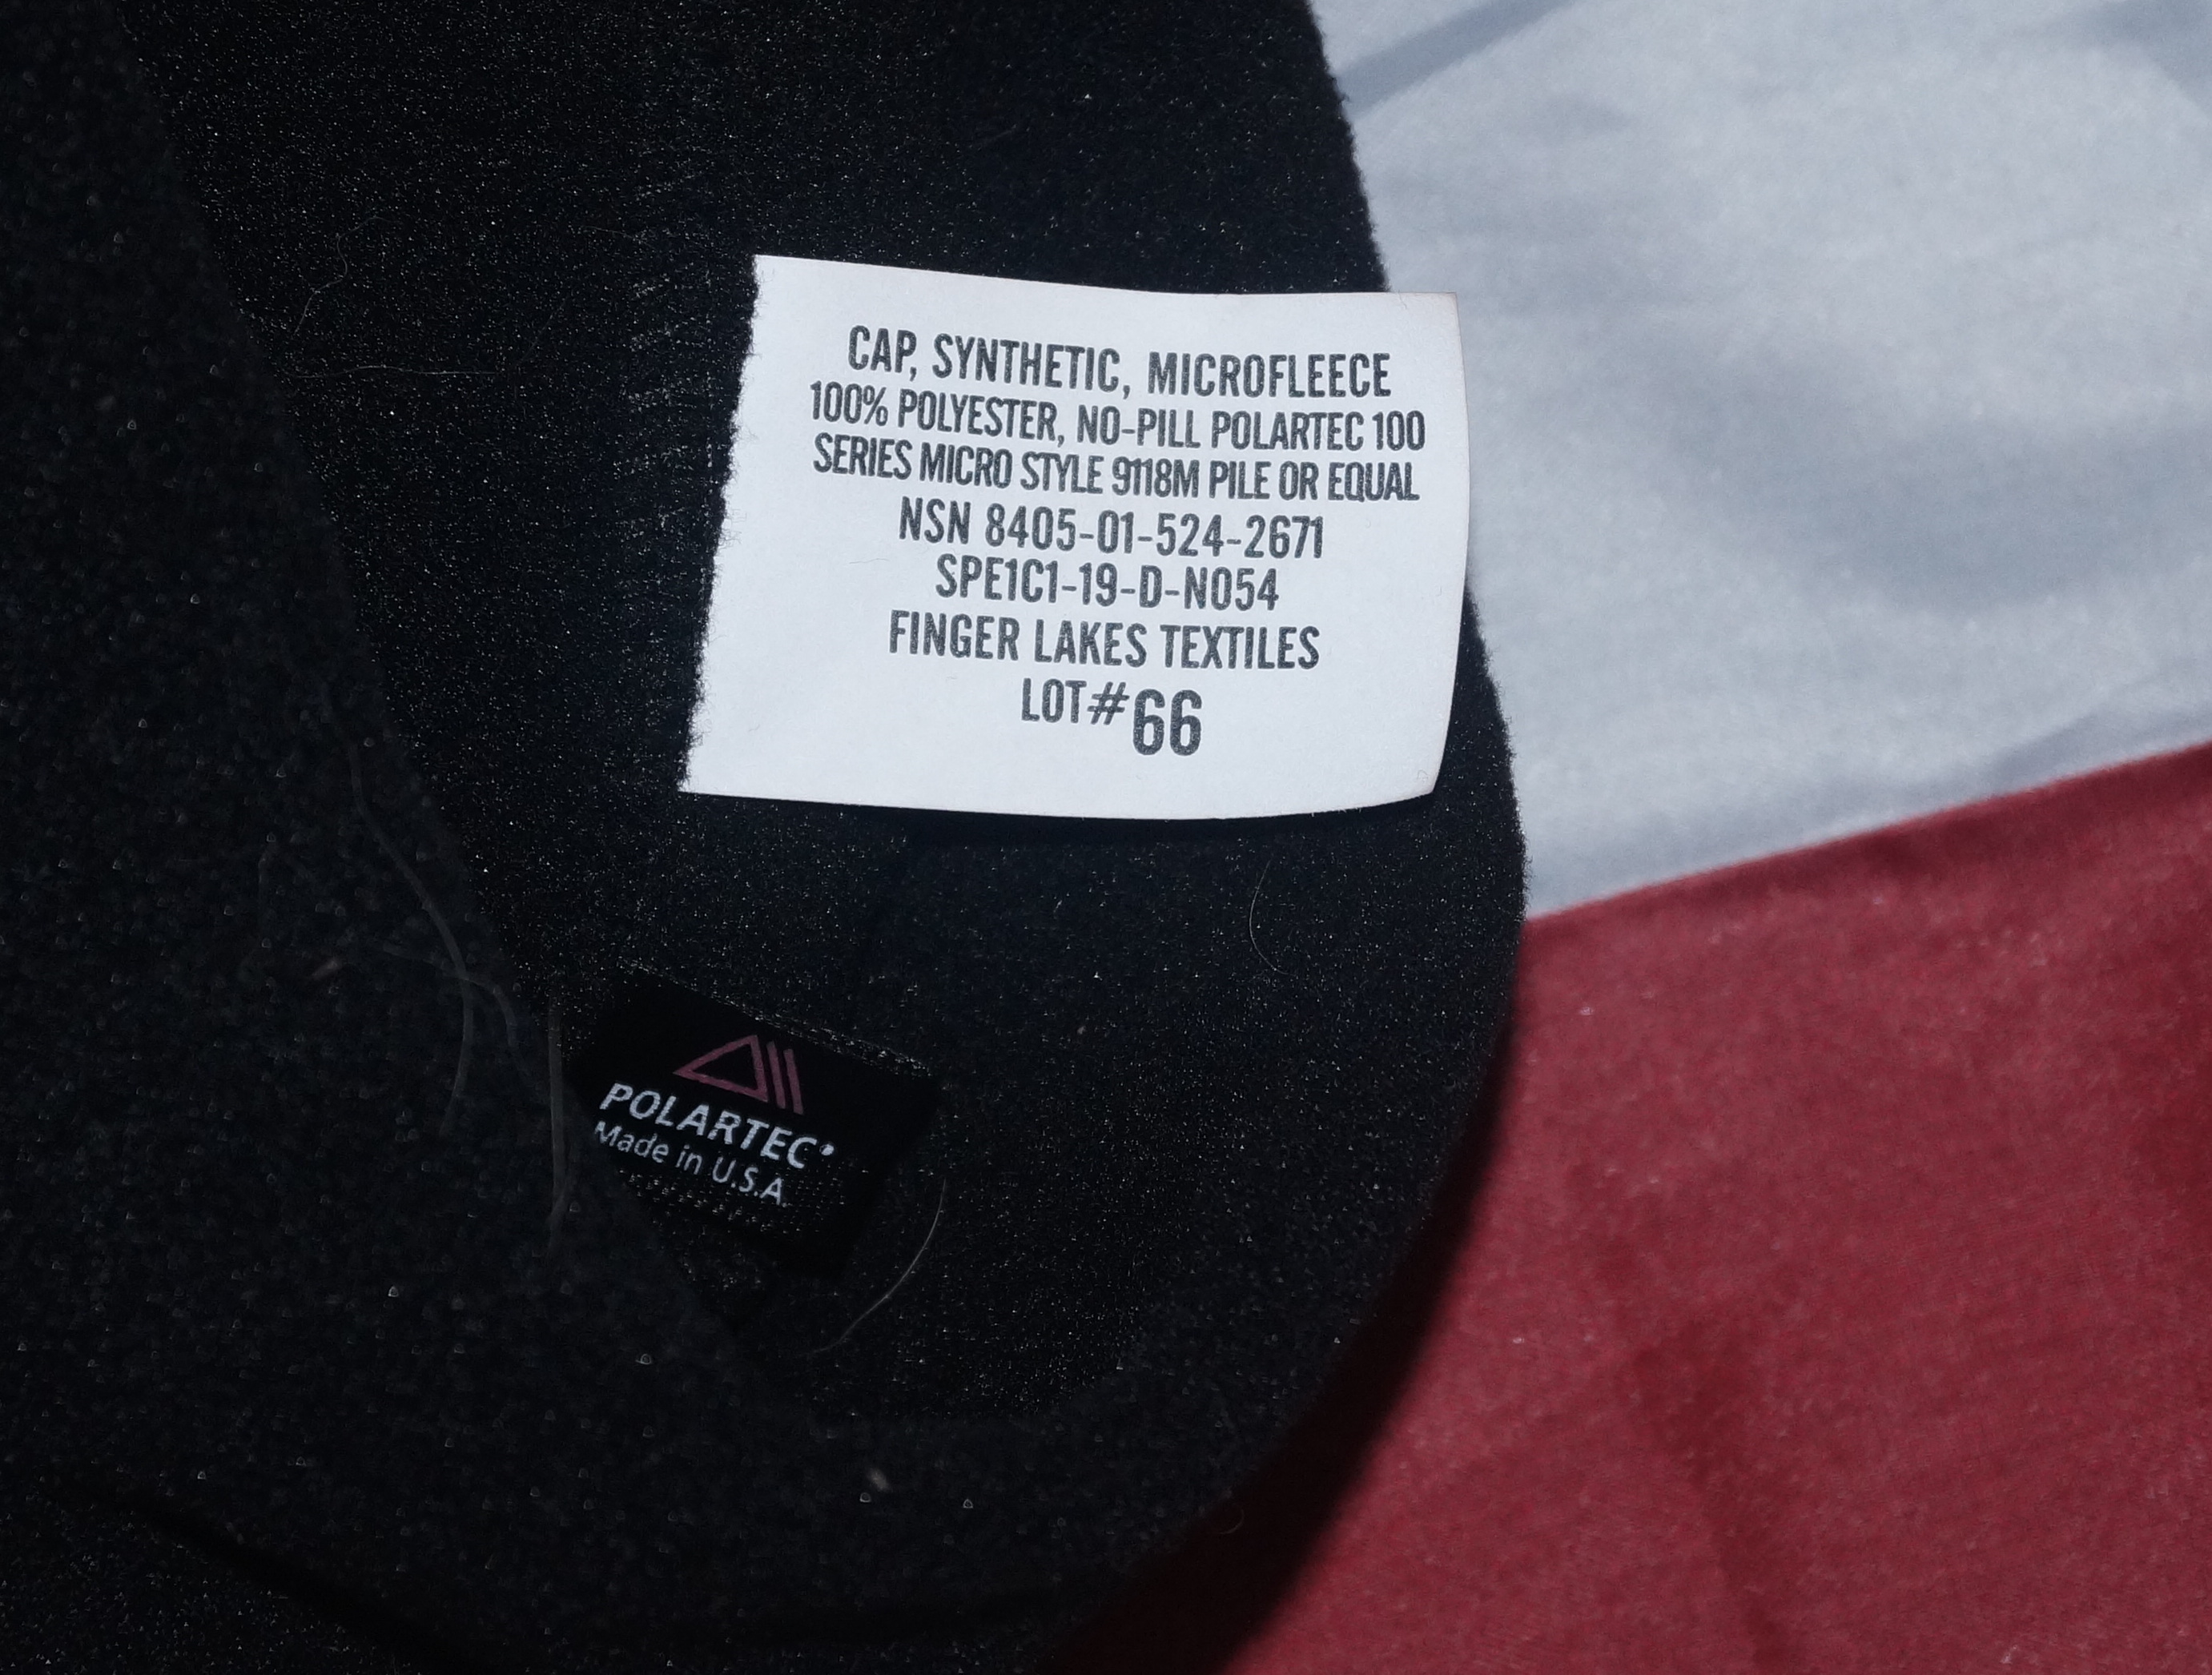 CAP, SYNTHETIC, MICROFLEECE
100% POLYESTER, NO-PILL POLARTEC 100
SERIES MICRO STYLE 9118M PILE OR EQUAL
NSN 8405-01-524-2671
SPE1C1-19-D-N054
FINGER LAKES TEXTILES
LOT#66
POLARTEC®
Made in U.S.A.